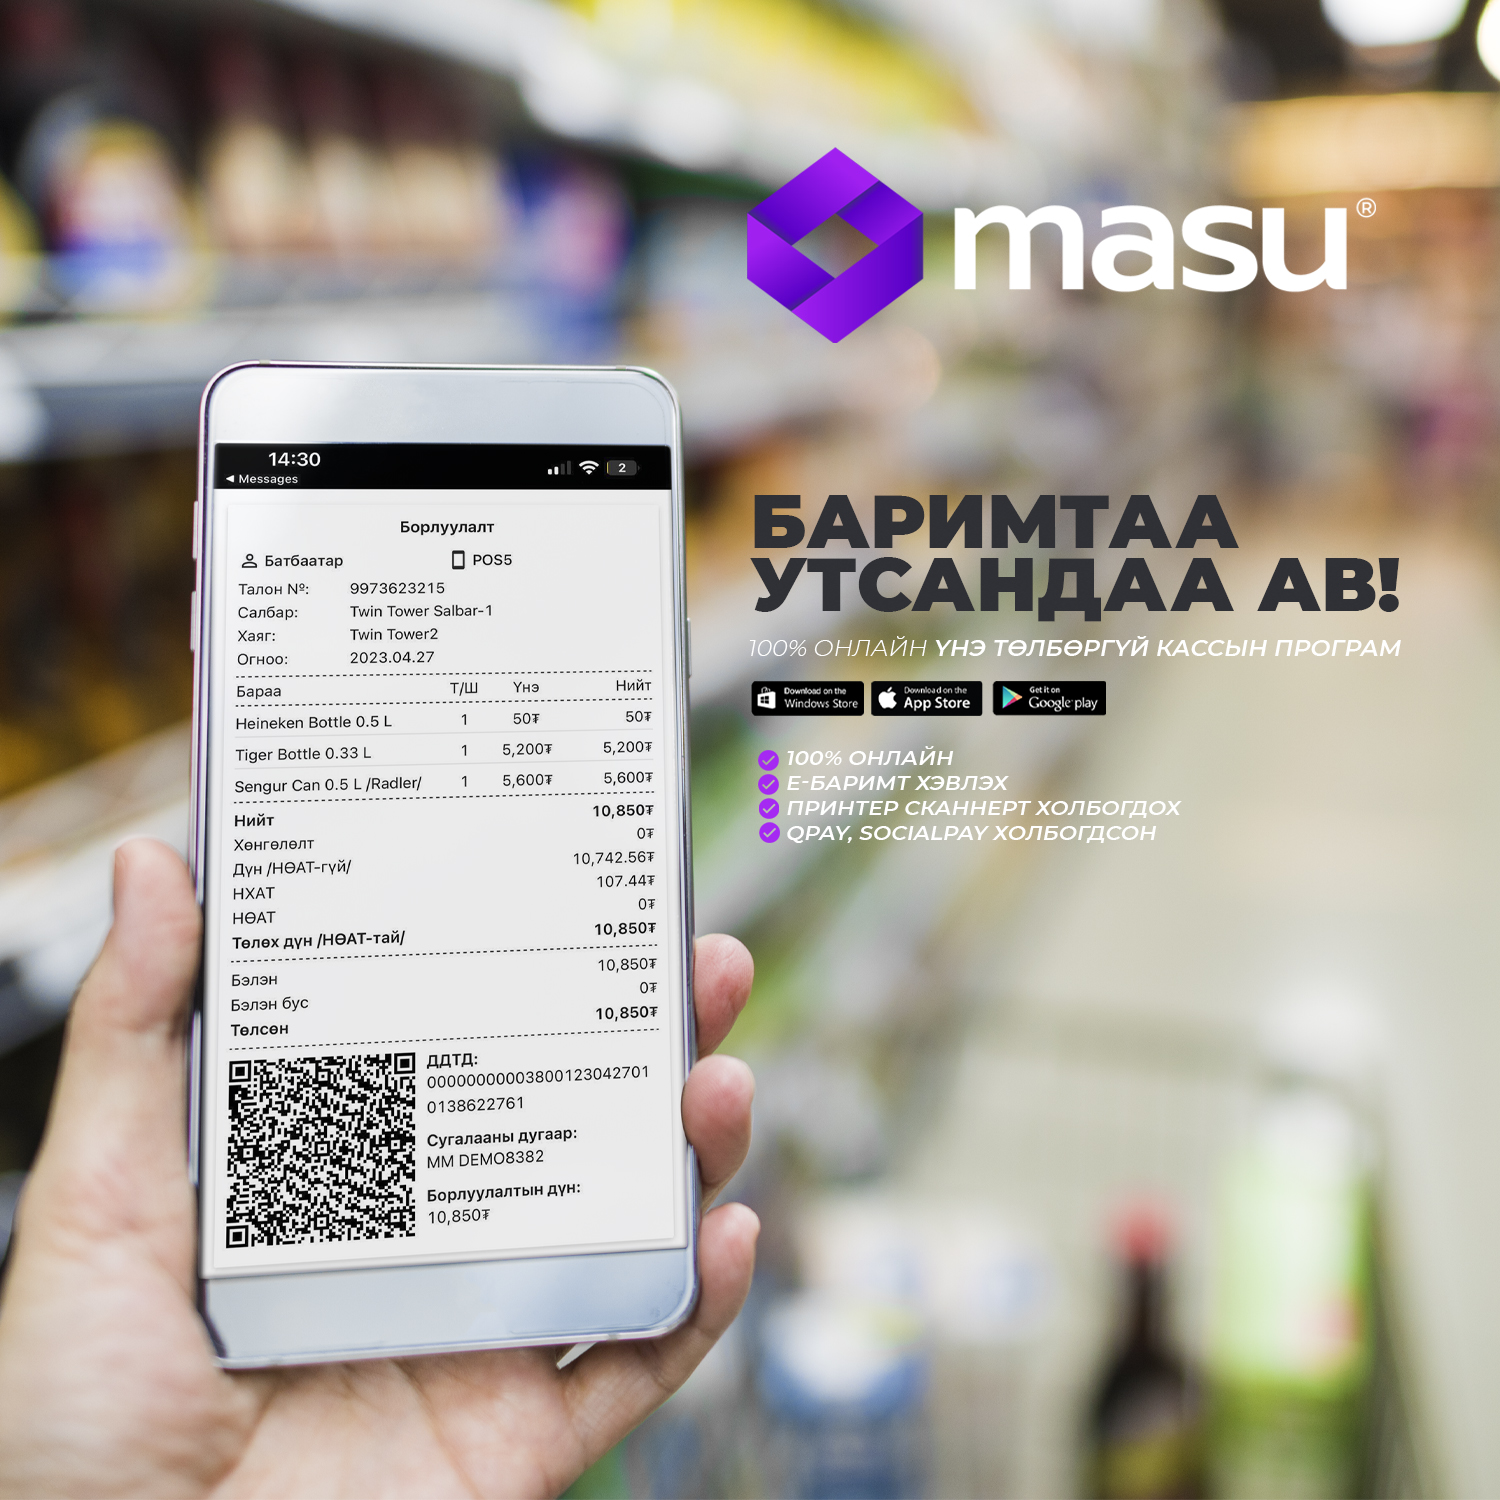 masu®
14:30
Messages
2
Борлуулалт
Батбаатар POS5
Талон №: 9973623215
Салбар: Twin Tower Salbar-1
Хаяг: Twin Tower2
Огноо: 2023.04.27
Бараа Т/Ш Үнэ Нийт
Heineken Bottle 0.5 L 1 50₮ 50₮
Tiger Bottle 0.33 L 1 5,200₮ 5,200₮
Sengur Can 0.5 L /Radler/ 1 5,600₮ 5,600₮
Нийт 10,850₮
Хөнгөлөлт 0₮
Дүн /НӨАТ-гүй/ 10,742.56₮
НХАТ 107.44₮
НӨАТ 0₮
Төлөх дүн /НӨАТ-тай/ 10,850₮
Бэлэн 10,850₮
Бэлэн бус 0₮
Төлсөн 10,850₮
ДДТД:
00000000003800123042701
0138622761
Сугалааны дугаар:
MM DEMO8382
Борлуулалтын дүн:
10,850₮
БАРИМТАА
УТСАНДАА АВ!
100% ОНЛАЙН ҮНЭ ТӨЛБӨРГҮЙ КАССЫН ПРОГРАМ
Download on the
Windows Store
Download on the
App Store
Get it on
Google play
100% ОНЛАЙН
Е-БАРИМТ ХЭВЛЭХ
ПРИНТЕР СКАННЕРТ ХОЛБОГДОХ
QPAY, SOCIALPAY ХОЛБОГДСОН